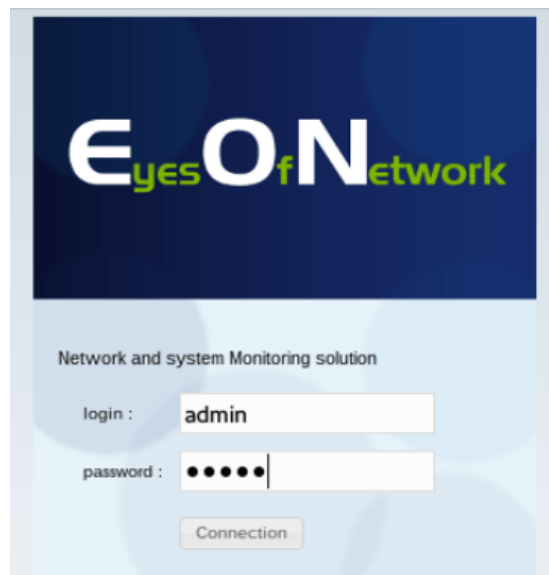 EyesOfNetwork
Network and system Monitoring solution
login : admin
password : •••••
Connection